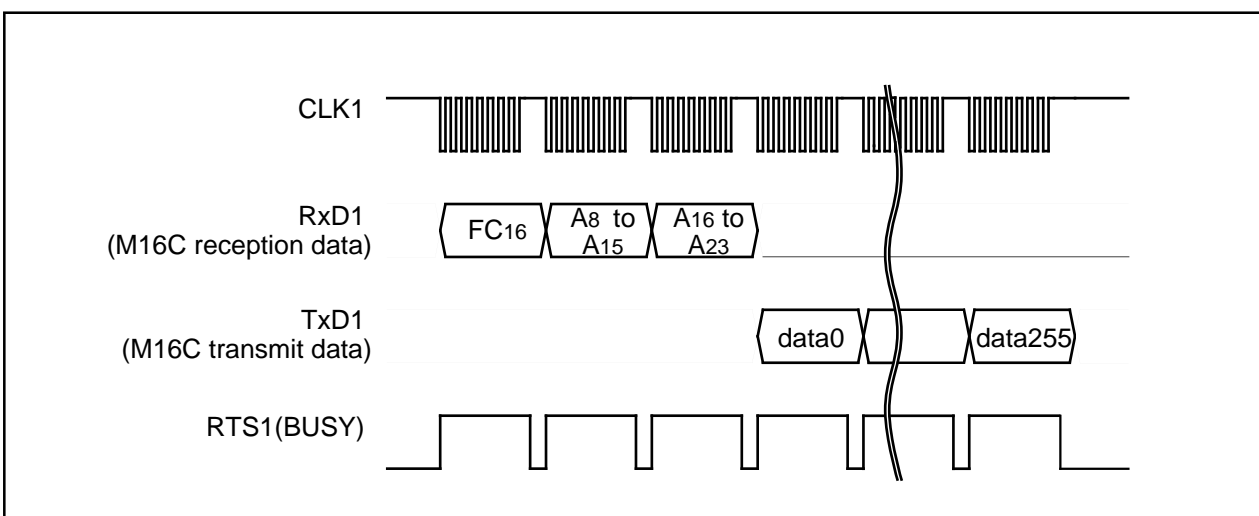 CLK1
RxD1
(M16C reception data)
FC16
A8 to
A15
A16 to
A23
TxD1
(M16C transmit data)
data0
data255
RTS1(BUSY)